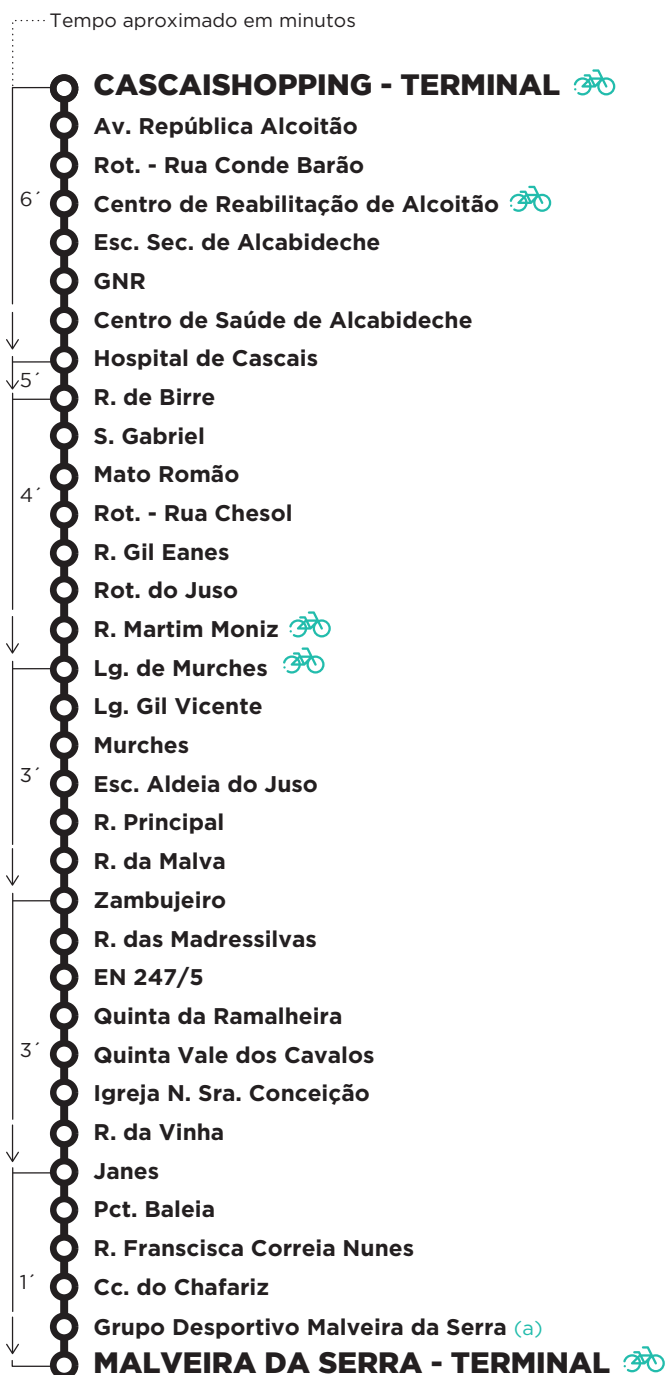 Tempo aproximado em minutos
CASCAISHOPPING - TERMINAL
Av. República Alcoitão
Rot. - Rua Conde Barão
6´
Centro de Reabilitação de Alcoitão
Esc. Sec. de Alcabideche
GNR
Centro de Saúde de Alcabideche
Hospital de Cascais
5´
R. de Birre
S. Gabriel
Mato Romão
4´
Rot. - Rua Chesol
R. Gil Eanes
Rot. do Juso
R. Martim Moniz
Lg. de Murches
Lg. Gil Vicente
Murches
3´
Esc. Aldeia do Juso
R. Principal
R. da Malva
Zambujeiro
R. das Madressilvas
EN 247/5
Quinta da Ramalheira
3´
Quinta Vale dos Cavalos
Igreja N. Sra. Conceição
R. da Vinha
Janes
Pct. Baleia
R. Franscisca Correia Nunes
1´
Cc. do Chafariz
Grupo Desportivo Malveira da Serra (a)
MALVEIRA DA SERRA - TERMINAL